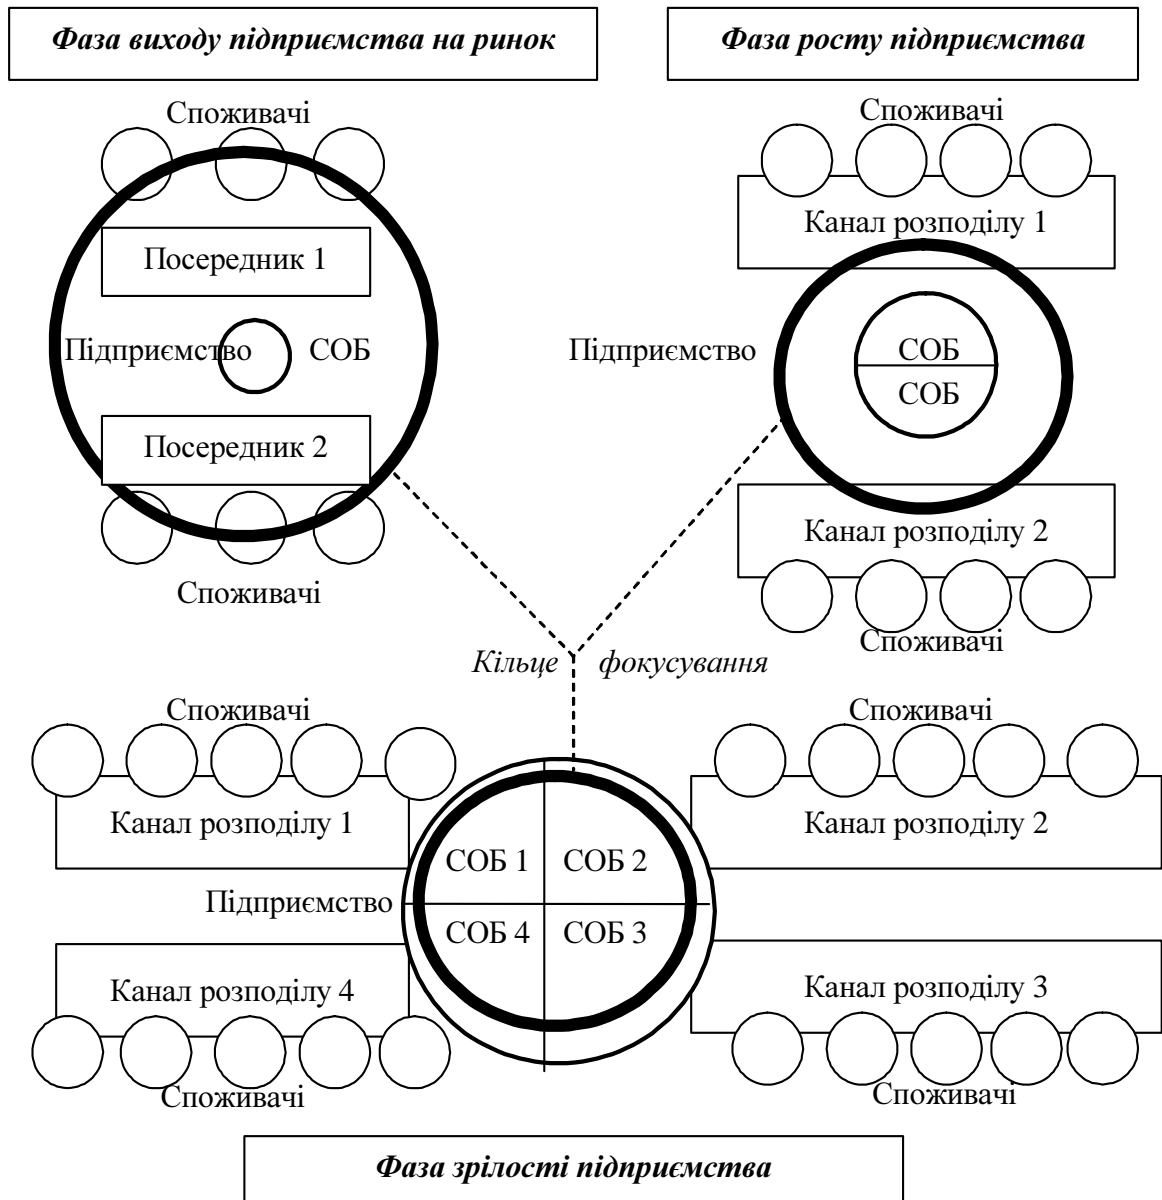 Фаза виходу підприємства на ринок
Фаза росту підприємства
Споживачі
Посередник 1
Підприємство СОБ
Посередник 2
Споживачі
Споживачі
Канал розподілу 1
Підприємство
СОБ
СОБ
Канал розподілу 2
Споживачі
Кільце фокусування
Споживачі
Споживачі
Канал розподілу 1
Канал розподілу 2
СОБ 1 СОБ 2
Підприємство
СОБ 4 СОБ 3
Канал розподілу 4
Канал розподілу 3
Споживачі
Споживачі
Фаза зрілості підприємства